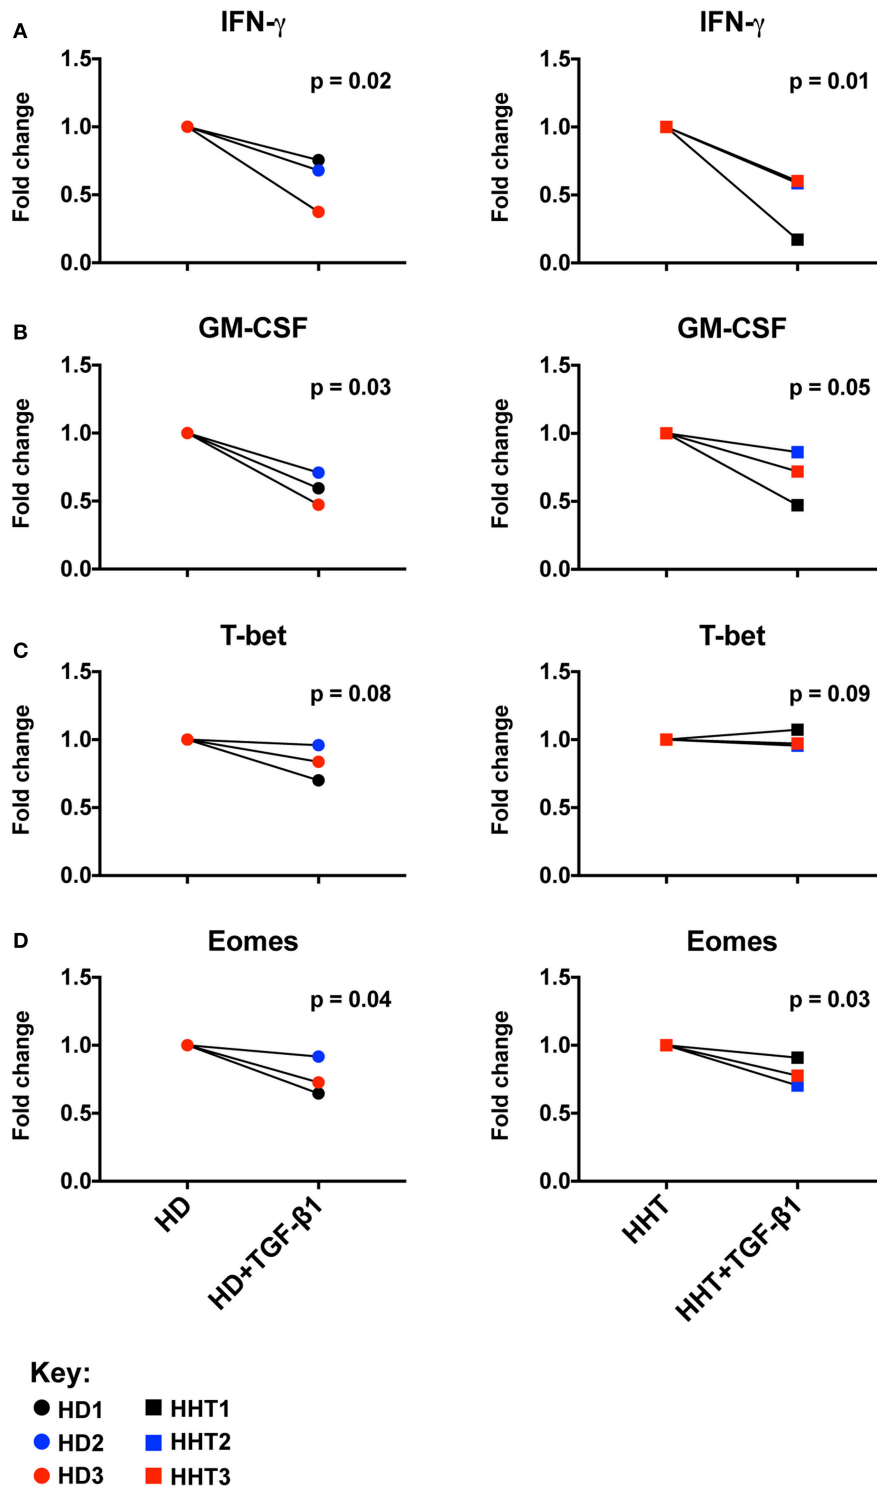 A
IFN-γ
IFN-γ
1.5
1.0
0.5
0.0
Fold change
p = 0.02
1.5
1.0
0.5
0.0
Fold change
p = 0.01
B
GM-CSF
GM-CSF
1.5
1.0
0.5
0.0
Fold change
p = 0.03
1.5
1.0
0.5
0.0
Fold change
p = 0.05
C
T-bet
T-bet
1.5
1.0
0.5
0.0
Fold change
p = 0.08
1.5
1.0
0.5
0.0
Fold change
p = 0.09
D
Eomes
Eomes
1.5
1.0
0.5
0.0
Fold change
p = 0.04
1.5
1.0
0.5
0.0
Fold change
p = 0.03
HD
HD+TGF-β1
HHT
HHT+TGF-β1
Key:
HD1 HHT1
HD2 HHT2
HD3 HHT3